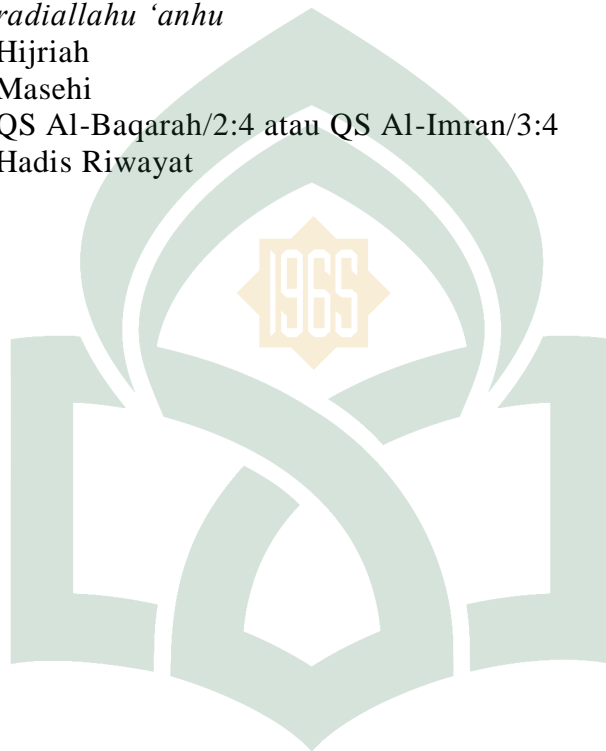 radiallahu ‘anhu
Hijriah
Masehi
QS Al-Baqarah/2:4 atau QS Al-Imran/3:4
Hadis Riwayat
1965